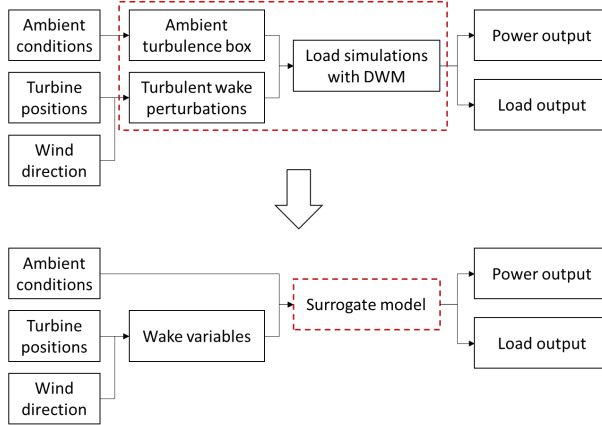 Ambient
conditions
Ambient
turbulence box
Load simulations
with DWM
Power output
Turbine
positions
Turbulent wake
perturbations
Load output
Wind
direction
Ambient
conditions
Surrogate model
Power output
Turbine
positions
Wake variables
Load output
Wind
direction